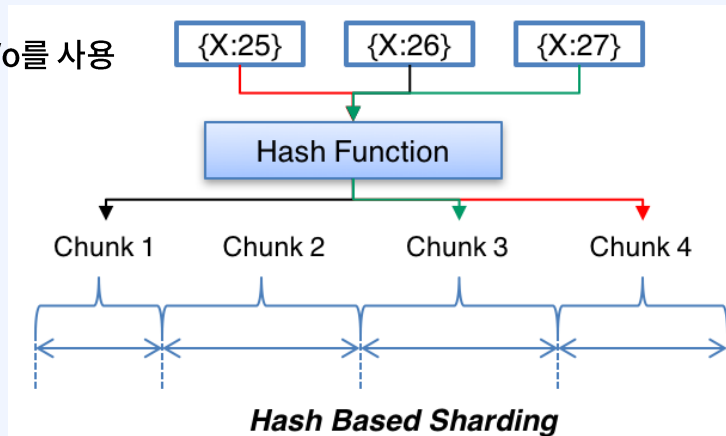 를 사용
{X:25} {X:26} {X:27}
Hash Function
Chunk 1 Chunk 2 Chunk 3 Chunk 4
Hash Based Sharding